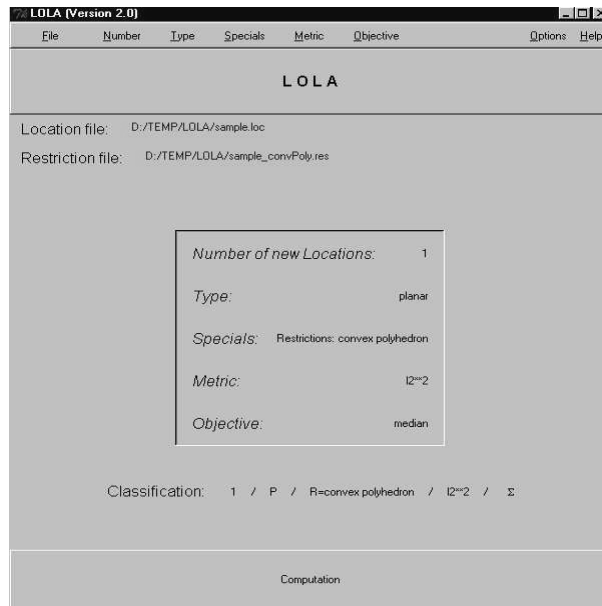 LOLA (Version 2.0)
File Number Type Specials Metric Objective Options Help
LOLA
Location file: D:/TEMP/LOLA/sample.loc
Restriction file: D:/TEMP/LOLA/sample_convPoly.res
Number of new Locations: 1
Type: planar
Specials: Restrictions: convex polyhedron
Metric: l2**2
Objective: median
Classification: 1 / P / R=convex polyhedron / l2**2 / Σ
Computation